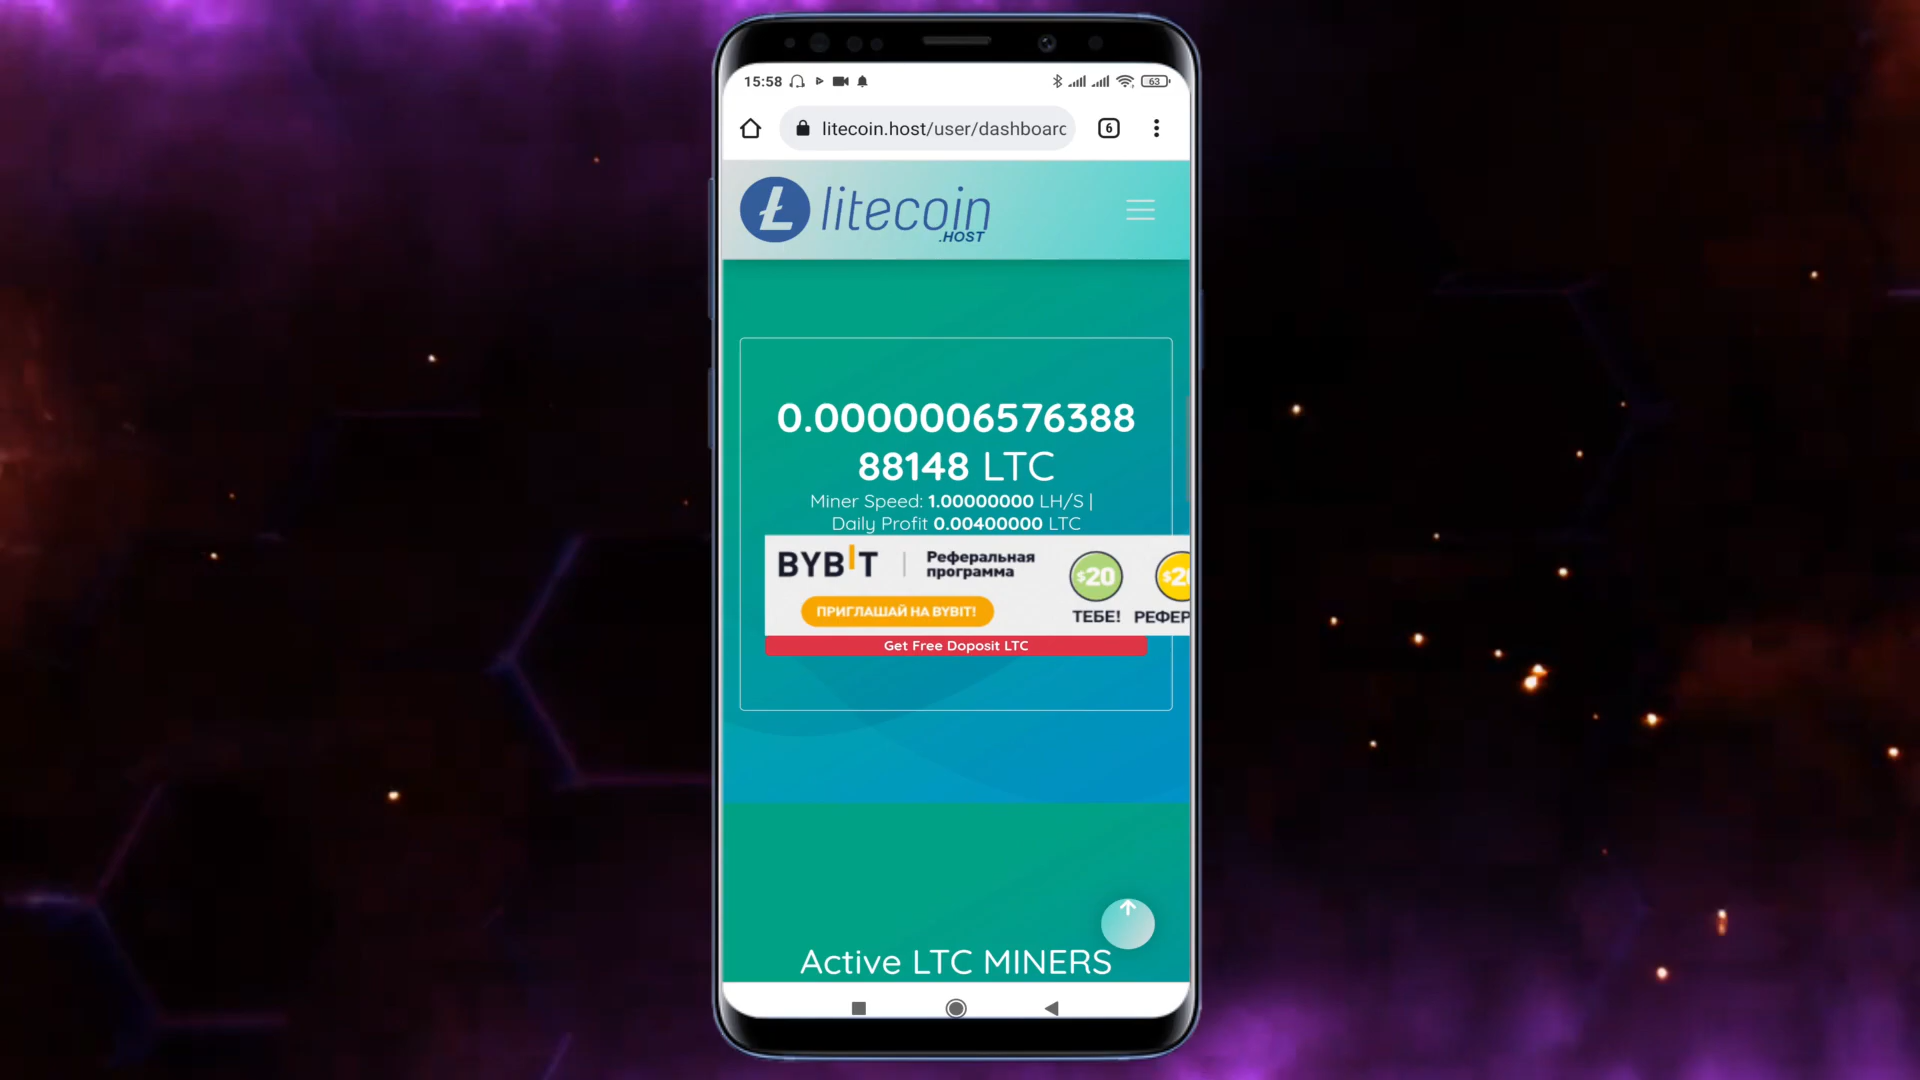 15:58
63
litecoin.host/user/dashboarc
6
litecoin
.HOST
0.0000006576388
88148 LTC
Miner Speed: 1.00000000 LH/S |
Daily Profit 0.00400000 LTC
BYBIT | Реферальная
программа
ПРИГЛАШАЙ НА BYBIT!
$20
ТЕБЕ!
$20
РЕФЕР
Get Free Doposit LTC
Active LTC MINERS